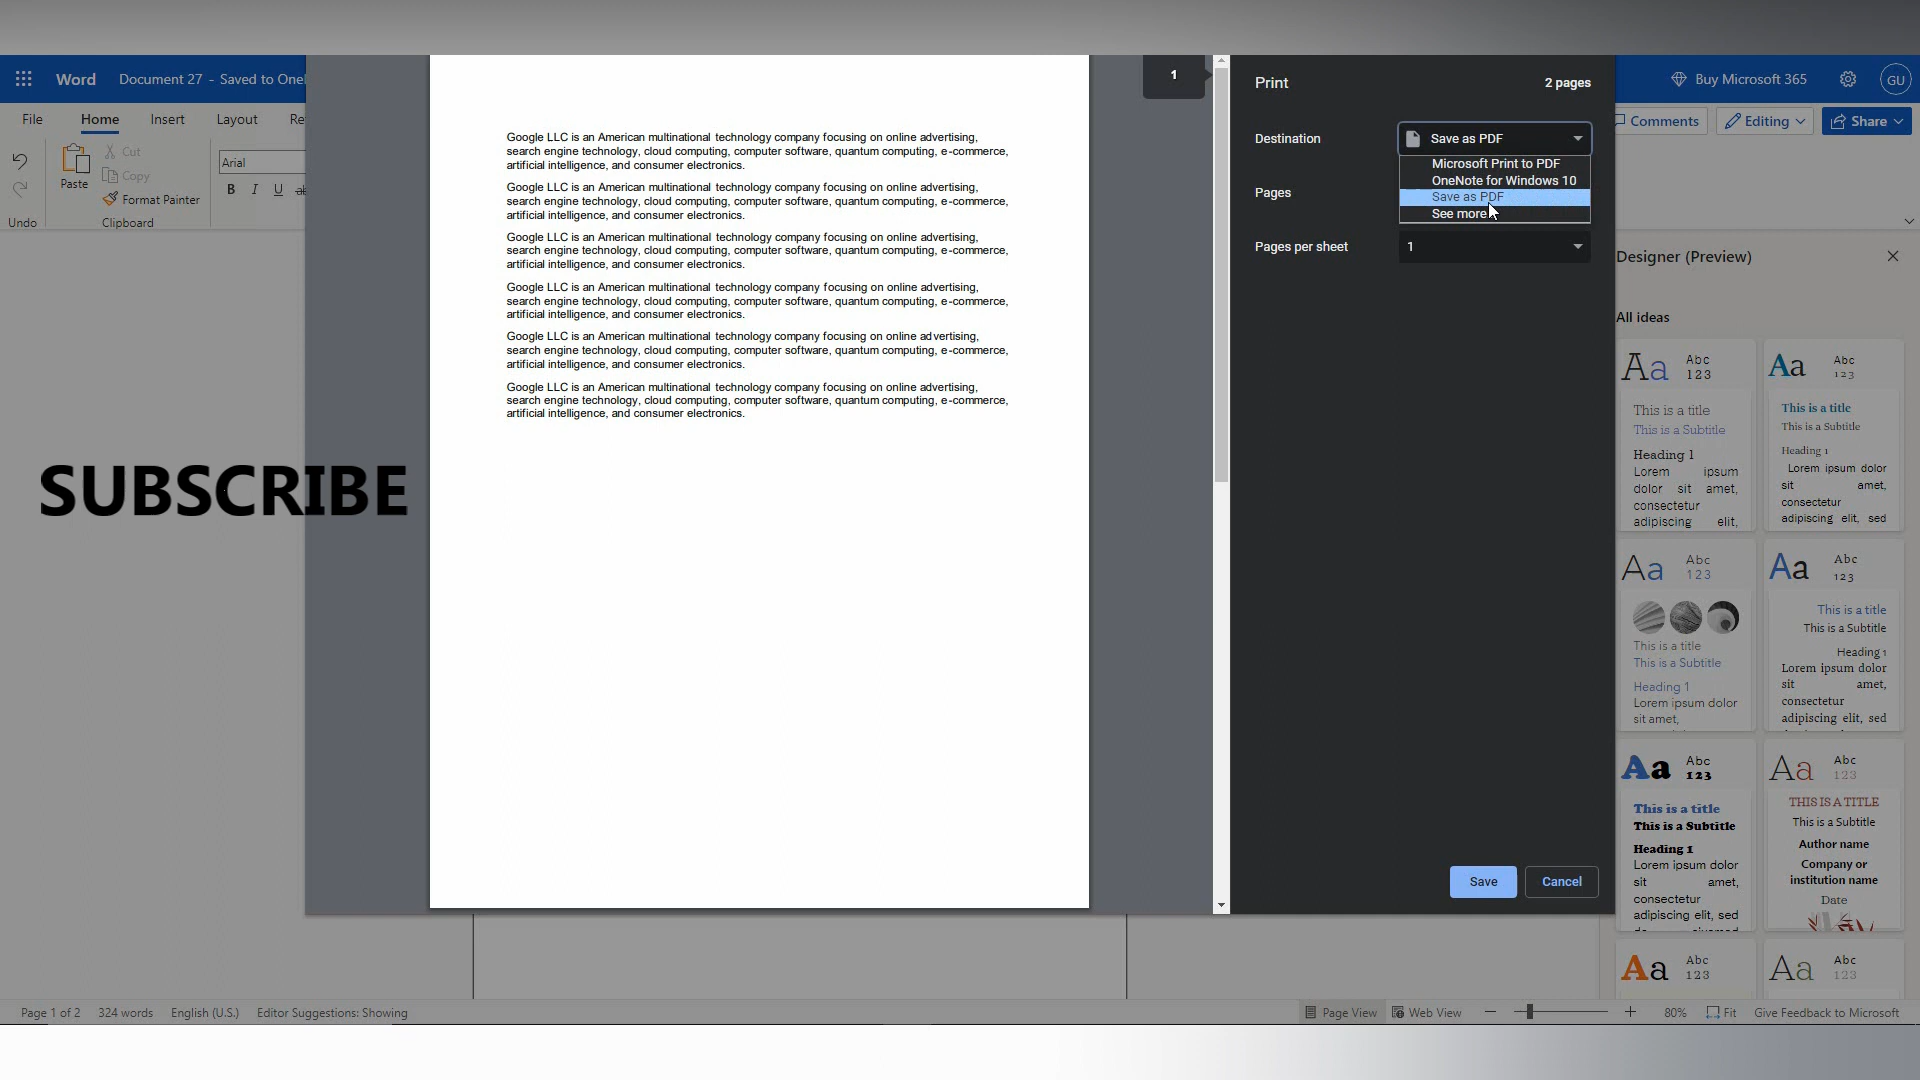 Word
Document 27 - Saved to One
Buy Microsoft 365
GU
File
Home
Insert
Layout
Re
Comments
Editing
Share
Undo
Paste
Cut
Copy
Format Painter
Clipboard
Arial
B I U ab
1
Google LLC is an American multinational technology company focusing on online advertising,
search engine technology, cloud computing, computer software, quantum computing, e-commerce,
artificial intelligence, and consumer electronics.
Google LLC is an American multinational technology company focusing on online advertising,
search engine technology, cloud computing, computer software, quantum computing, e-commerce,
artificial intelligence, and consumer electronics.
Google LLC is an American multinational technology company focusing on online advertising,
search engine technology, cloud computing, computer software, quantum computing, e-commerce,
artificial intelligence, and consumer electronics.
Google LLC is an American multinational technology company focusing on online advertising,
search engine technology, cloud computing, computer software, quantum computing, e-commerce,
artificial intelligence, and consumer electronics.
Google LLC is an American multinational technology company focusing on online advertising,
search engine technology, cloud computing, computer software, quantum computing, e-commerce,
artificial intelligence, and consumer electronics.
Google LLC is an American multinational technology company focusing on online advertising,
search engine technology, cloud computing, computer software, quantum computing, e-commerce,
artificial intelligence, and consumer electronics.
SUBSCRIBE
Print
2 pages
Destination
Save as PDF
Microsoft Print to PDF
OneNote for Windows 10
Save as PDF
See more
Pages
Pages per sheet
1
Save
Cancel
Designer (Preview)
All ideas
Aa Abc
123
This is a title
This is a Subtitle
Heading 1
Lorem ipsum
dolor sit amet,
consectetur
adipiscing elit,
Aa Abc
123
This is a title
This is a Subtitle
Heading 1
Lorem ipsum dolor
sit amet,
consectetur
adipiscing elit, sed
Aa Abc
123
This is a title
This is a Subtitle
Heading 1
Lorem ipsum dolor
sit amet,
Aa Abc
123
This is a title
This is a Subtitle
Heading 1
Lorem ipsum dolor
sit amet,
consectetur
adipiscing elit, sed
Aa Abc
123
This is a title
This is a Subtitle
Heading 1
Lorem ipsum dolor
sit amet,
consectetur
adipiscing elit, sed
Aa Abc
123
THIS IS A TITLE
This is a Subtitle
Author name
Company or
institution name
Date
Aa Abc
123
Aa Abc
123
Page 1 of 2
324 words
English (U.S.)
Editor Suggestions: Showing
Page View
Web View
80%
Fit
Give Feedback to Microsoft